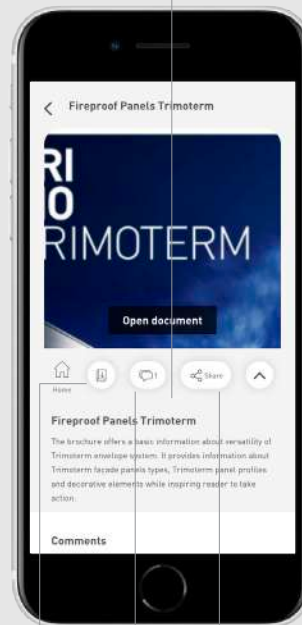 Fireproof Panels Trimoterm
RI
O
RIMOTERM
Open document
Home
1
Share
Fireproof Panels Trimoterm
The brochure offers a basic information about versatility of
Trimoterm envelope system. It provides information about
Trimoterm facade panels types, Trimoterm panel profiles
and decorative elements while inspiring reader to take
action.
Comments